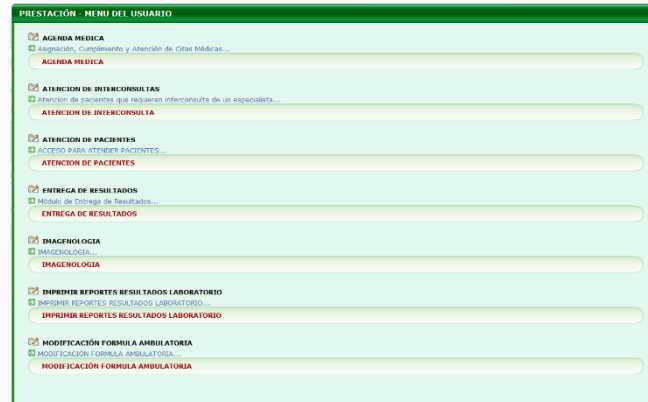 PRESTACIÓN - MENU DEL USUARIO
AGENDA MEDICA
Asignación, Cumplimiento y Atención de Citas Médicas...
AGENDA MEDICA
ATENCION DE INTERCONSULTAS
Atencion de pacientes que requieren interconsulta de un especialista...
ATENCION DE INTERCONSULTA
ATENCION DE PACIENTES
ACCESO PARA ATENDER PACIENTES...
ATENCION DE PACIENTES
ENTREGA DE RESULTADOS
Módulo de Entrega de Resultados...
ENTREGA DE RESULTADOS
IMAGENOLOGIA
IMAGENOLOGIA...
IMAGENOLOGIA
IMPRIMIR REPORTES RESULTADOS LABORATORIO
IMPRIMIR REPORTES RESULTADOS LABORATORIO...
IMPRIMIR REPORTES RESULTADOS LABORATORIO
MODIFICACIÓN FORMULA AMBULATORIA
MODIFICACIÓN FORMULA AMBULATORIA...
MODIFICACIÓN FORMULA AMBULATORIA